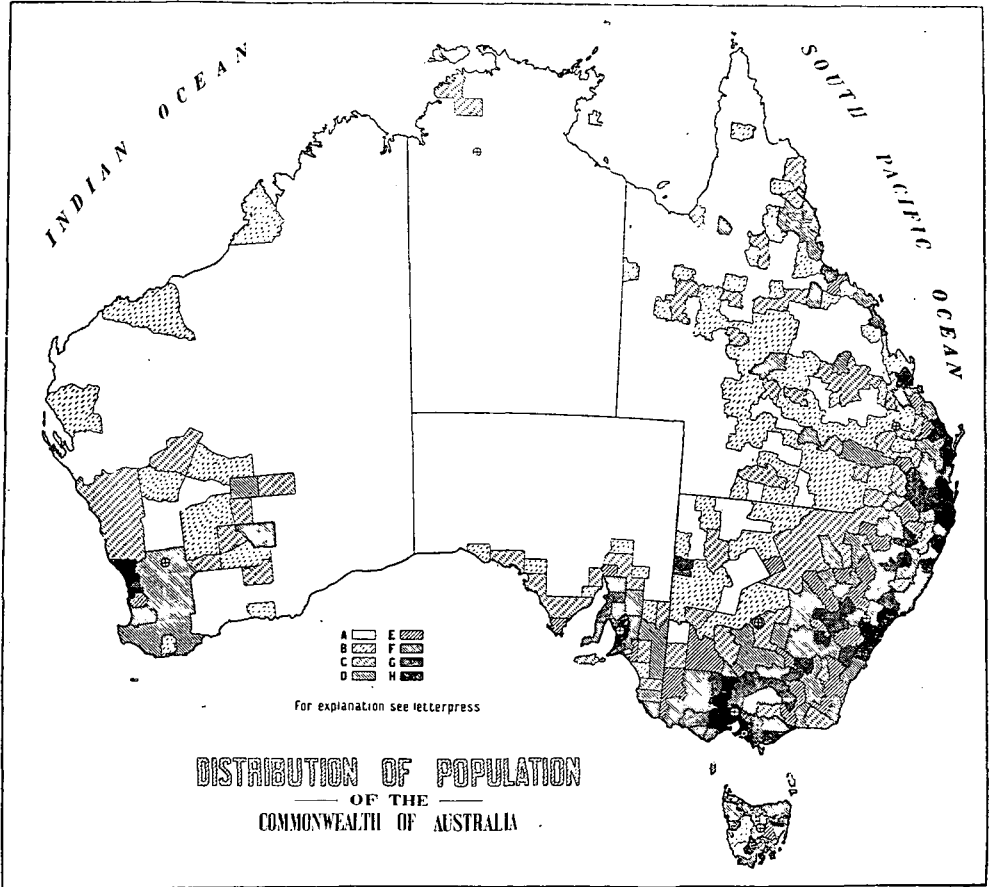 INDIAN OCEAN
SOUTH PACIFIC OCEAN
A E
B F
C G
D H
For explanation see letterpress
DISTRIBUTION OF POPULATION
OF THE
COMMONWEALTH OF AUSTRALIA